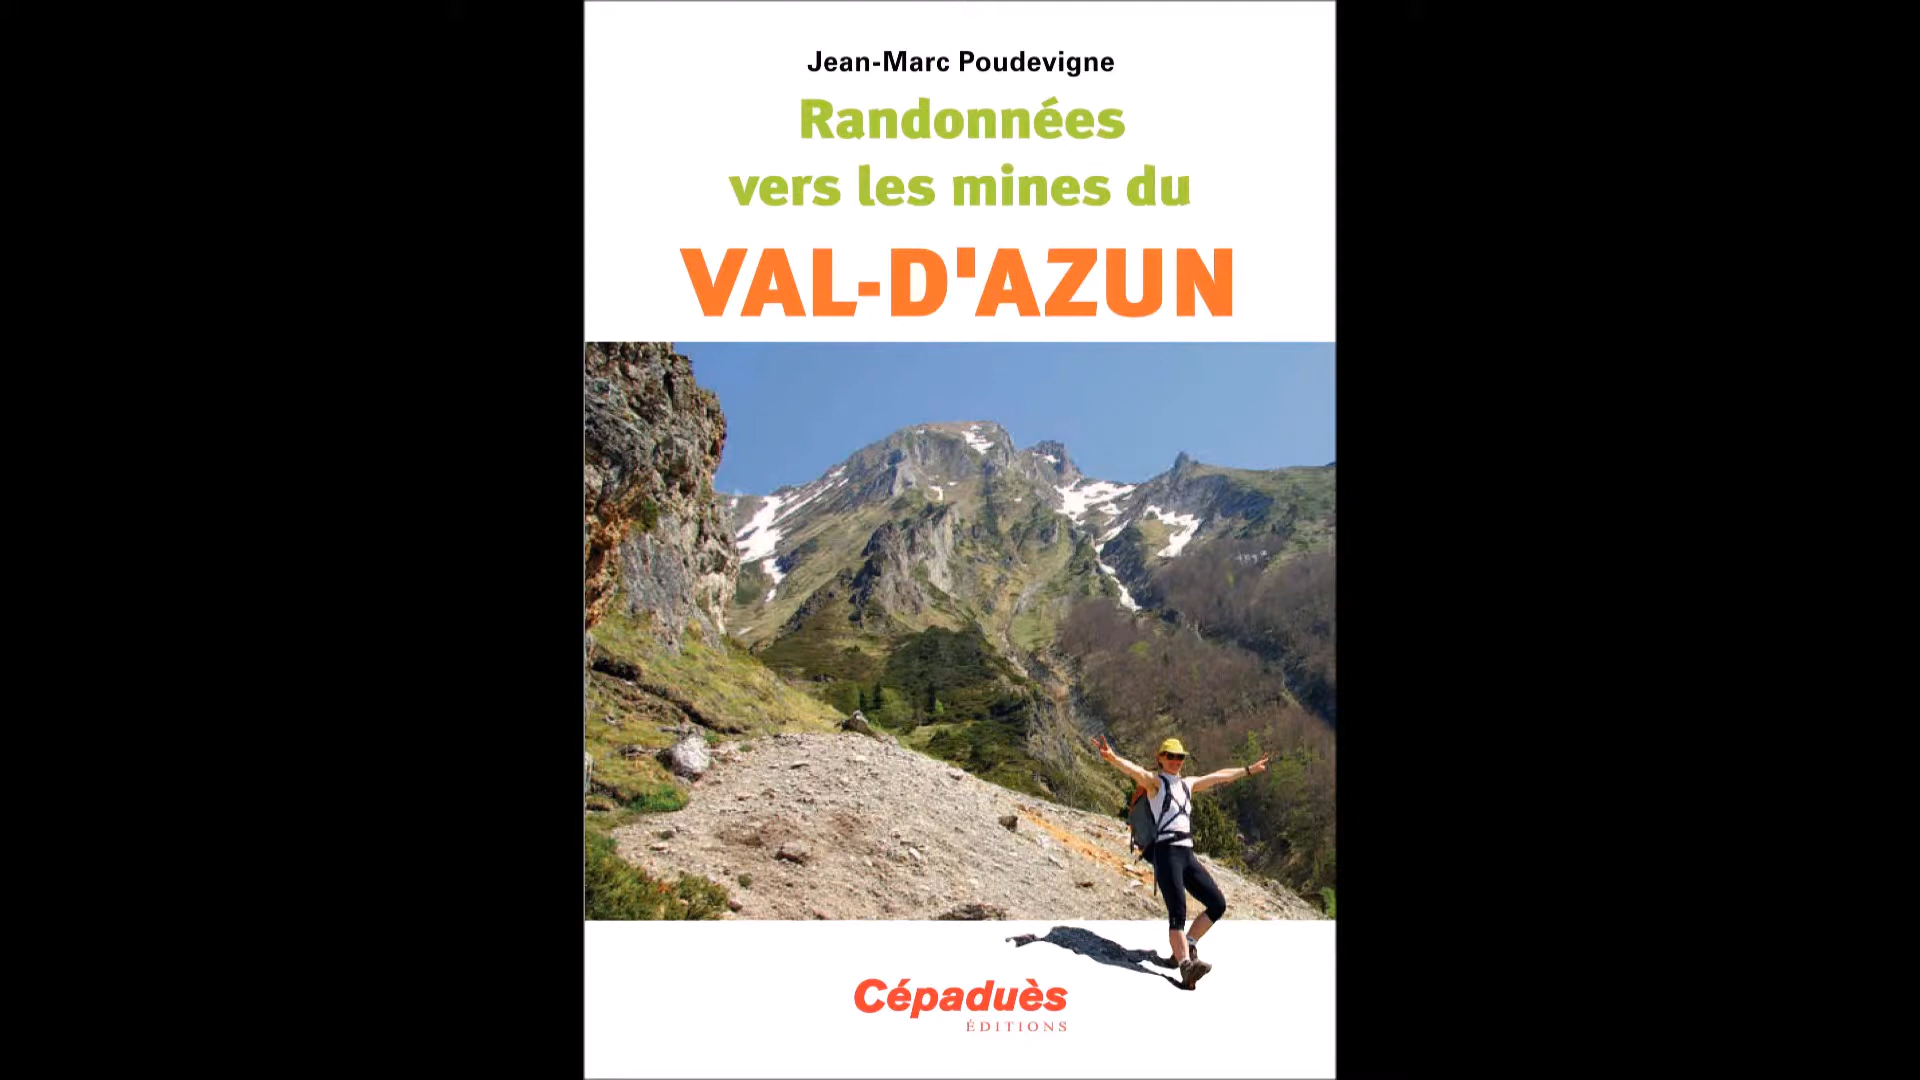 Jean-Marc Poudevigne
Randonnées
vers les mines du
VAL-D'AZUN
Cépaduès
ÉDITIONS